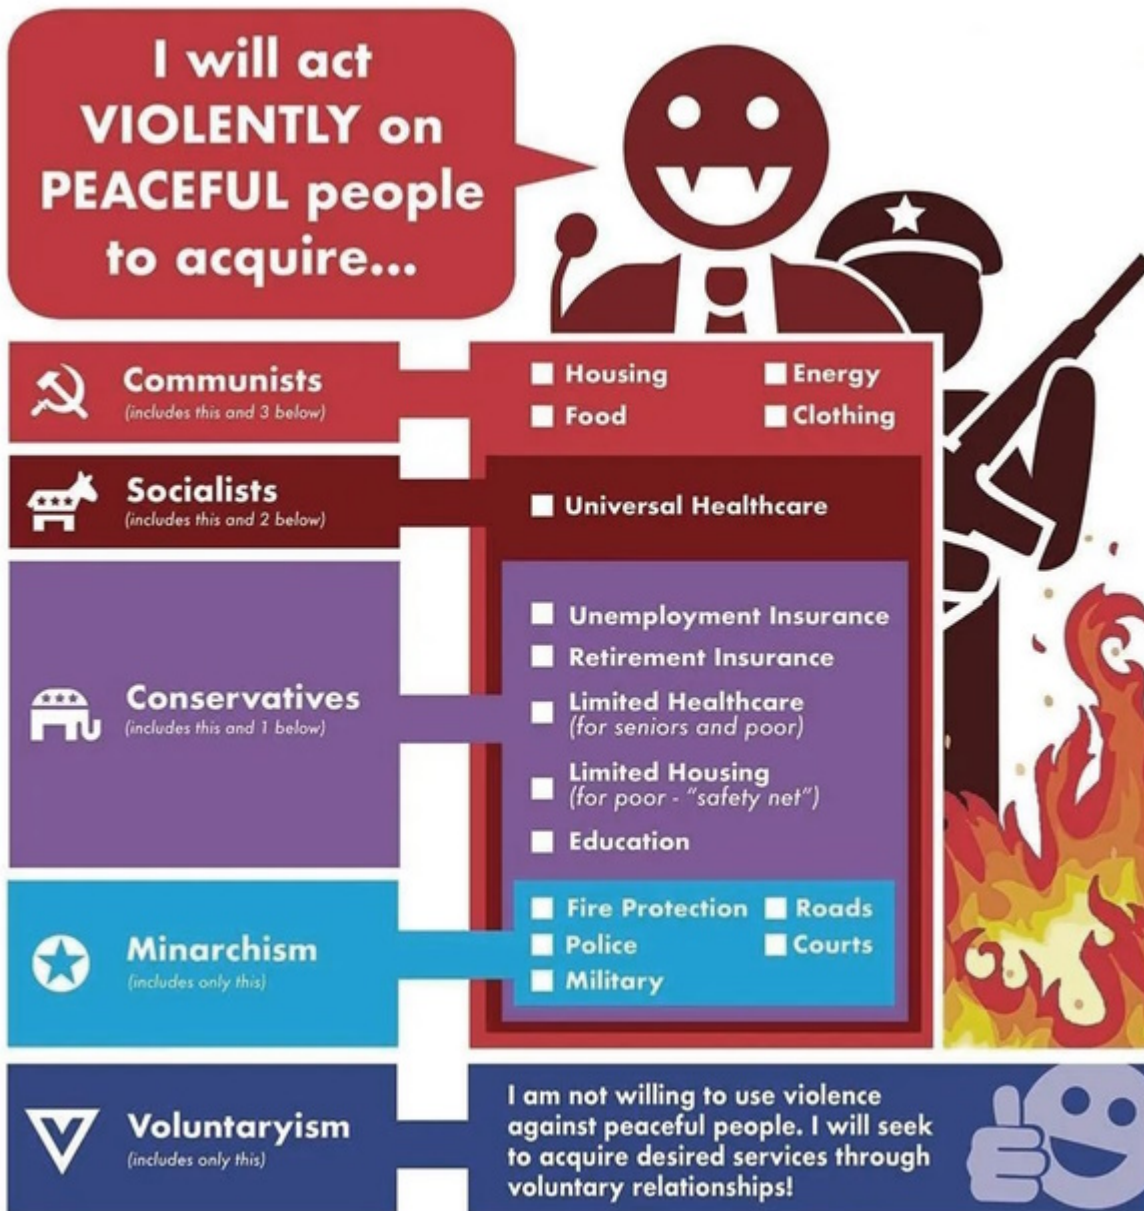 I will act
VIOLENTLY on
PEACEFUL people
to acquire...
Communists
(includes this and 3 below)
Housing
Energy
Food
Clothing
Socialists
(includes this and 2 below)
Universal Healthcare
Conservatives
(includes this and 1 below)
Unemployment Insurance
Retirement Insurance
Limited Healthcare
(for seniors and poor)
Limited Housing
(for poor - "safety net")
Education
Minarchism
(includes only this)
Fire Protection
Roads
Police
Courts
Military
Voluntaryism
(includes only this)
I am not willing to use violence
against peaceful people. I will seek
to acquire desired services through
voluntary relationships!